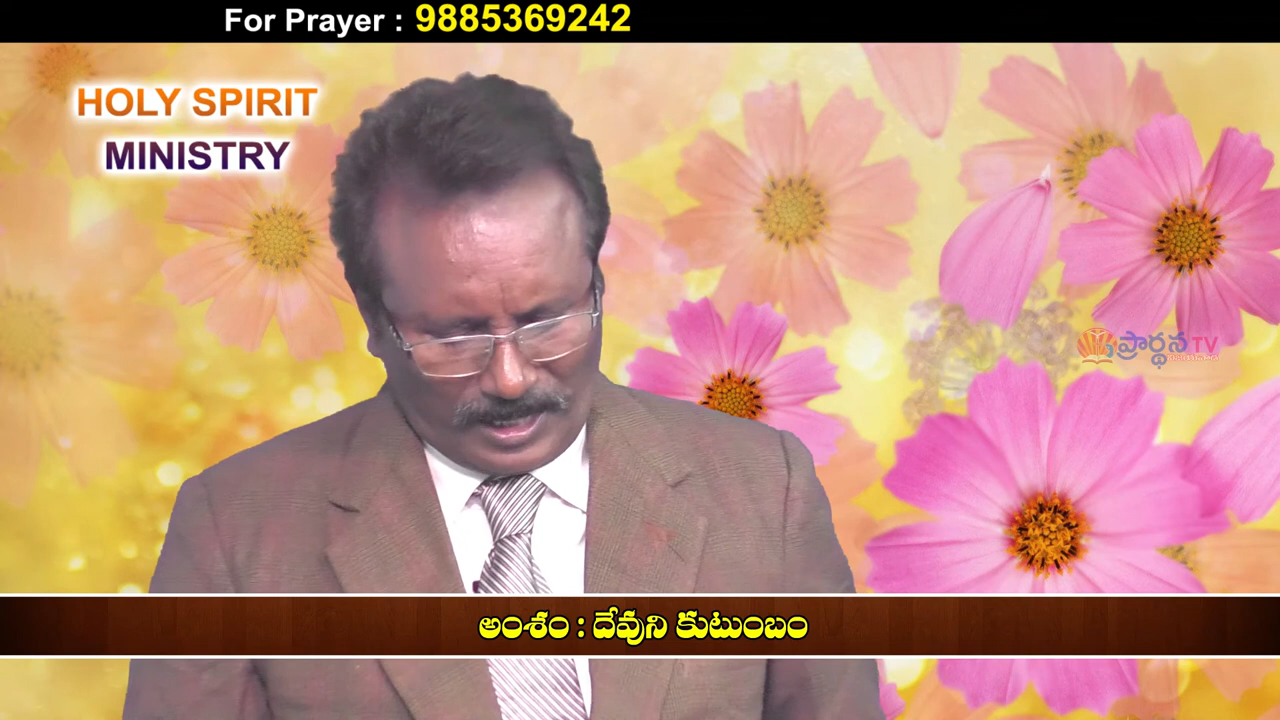 For Prayer : 9885369242
HOLY SPIRIT
MINISTRY
ప్రార్థన TV
అంశం : దేవుని కుటుంబం